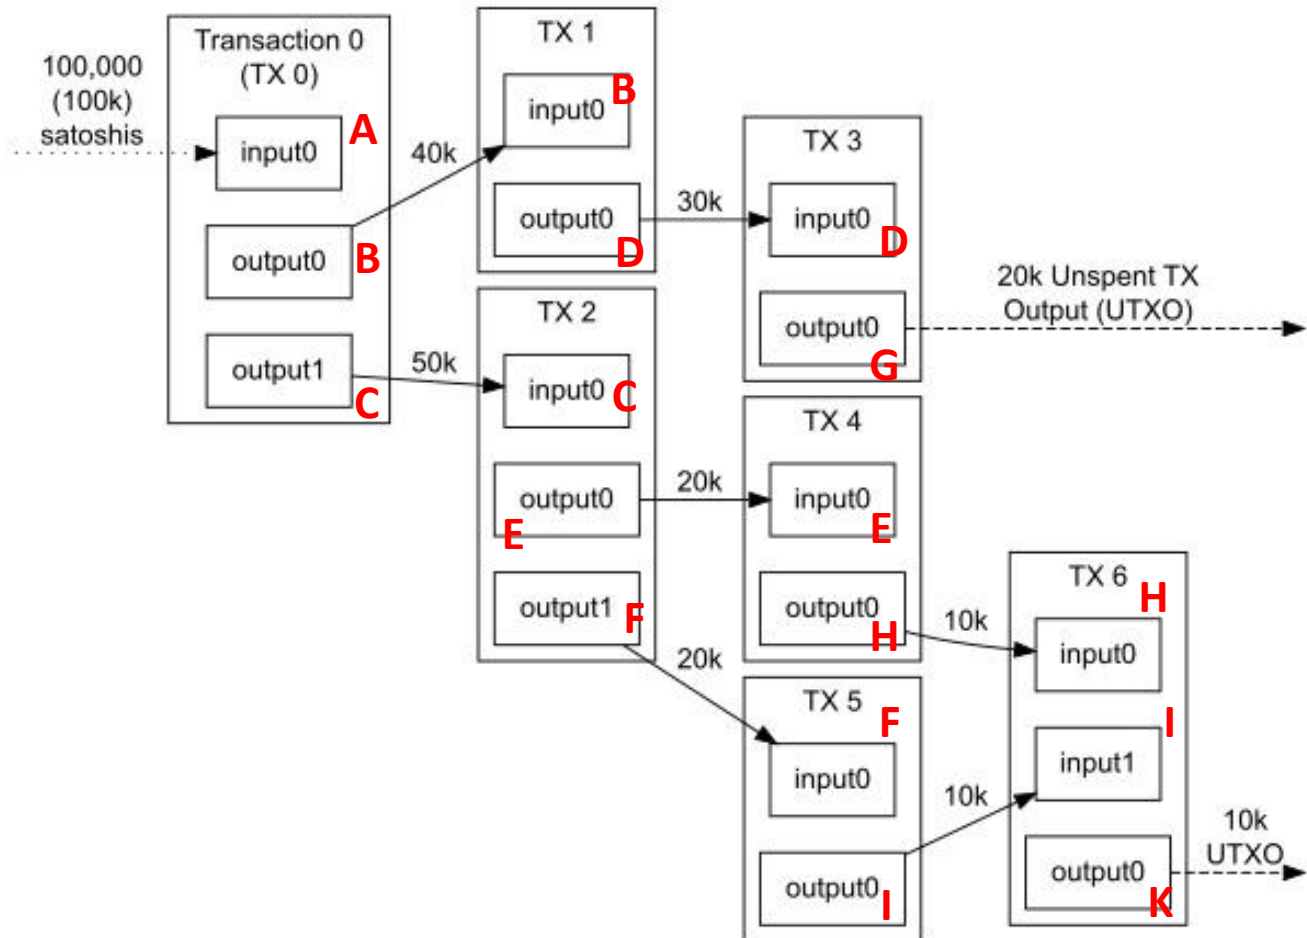 Transaction 0
(TX 0)
100,000
(100k)
satoshis
A
input0
output0
B
output1
C
40k
50k
TX 1
B
input0
output0
D
30k
TX 2
input0
C
output0
E
20k
output1
F
20k
TX 3
input0
D
output0
G
20k Unspent TX
Output (UTXO)
TX 4
input0
E
output0
H
10k
TX 5
F
input0
output0
I
10k
TX 6
H
input0
I
input1
output0
K
10k
UTXO